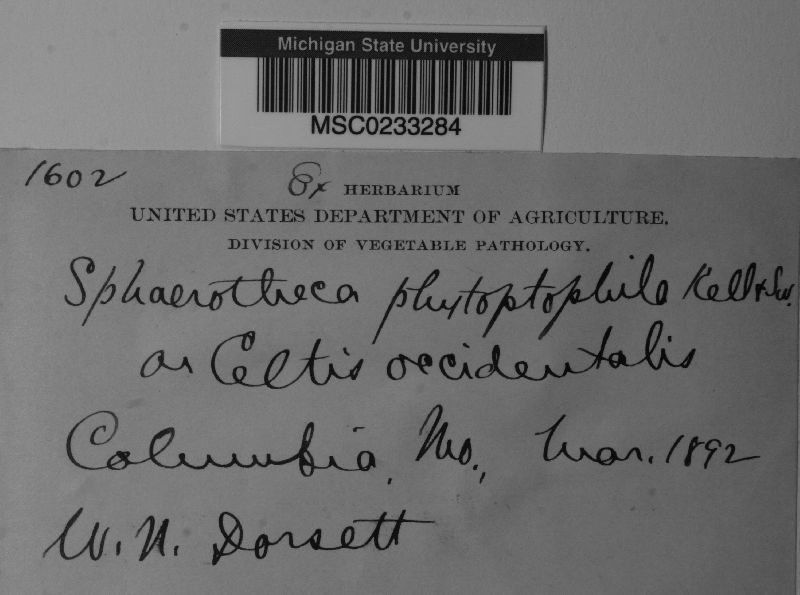 Michigan State University
MSC0233284
1602
Ex HERBARIUM
UNITED STATES DEPARTMENT OF AGRICULTURE.
DIVISION OF VEGETABLE PATHOLOGY.
Sphaerotheca phytoptophila Kell & Sw.
on Celtis occidentalis
Columbia, Mo., Mar. 1892
W. N. Dorsett